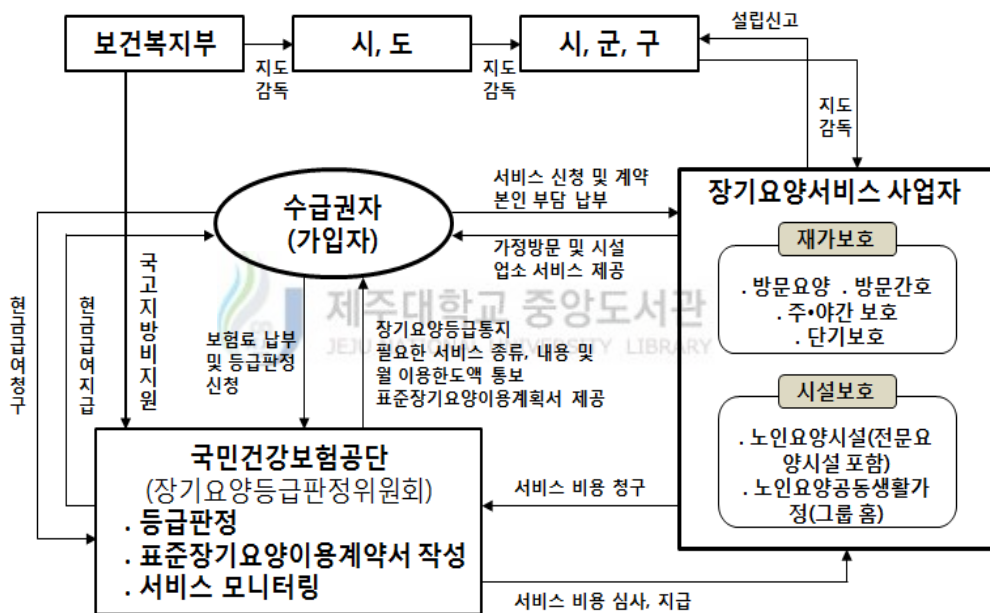 보건복지부
시, 도
시, 군, 구
설립신고
지도
감독
지도
감독
지도
감독
수급권자
(가입자)
서비스 신청 및 계약
본인 부담 납부
가정방문 및 시설
업소 서비스 제공
장기요양서비스 사업자
재가보호
. 방문요양 . 방문간호
. 주•야간 보호
. 단기보호
시설보호
. 노인요양시설(전문요
양시설 포함)
. 노인요양공동생활가
정(그룹 홈)
현금급여청구
현금급여지급
국고지방비지원
보험료 납부
및 등급판정
신청
장기요양등급통지
필요한 서비스 종류, 내용 및
월 이용한도액 통보
표준장기요양이용계획서 제공
제주대학교 중앙도서관
JEJU NATIONAL UNIVERSITY LIBRARY
국민건강보험공단
(장기요양등급판정위원회)
. 등급판정
. 표준장기요양이용계약서 작성
. 서비스 모니터링
서비스 비용 청구
서비스 비용 심사, 지급